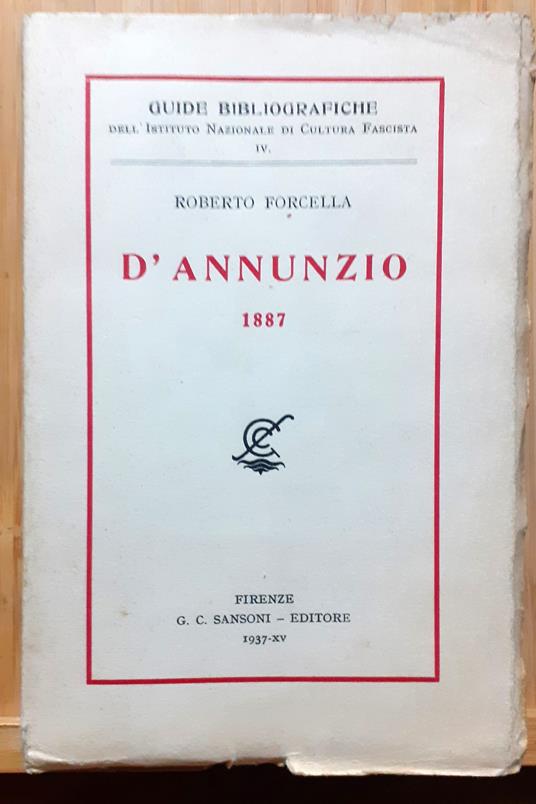 GUIDE BIBLIOGRAFICHE
DELL'ISTITUTO NAZIONALE DI CULTURA FASCISTA
IV.
ROBERTO FORCELLA
D'ANNUNZIO
1887
FIRENZE
G. C. SANSONI – EDITORE
1937-XV